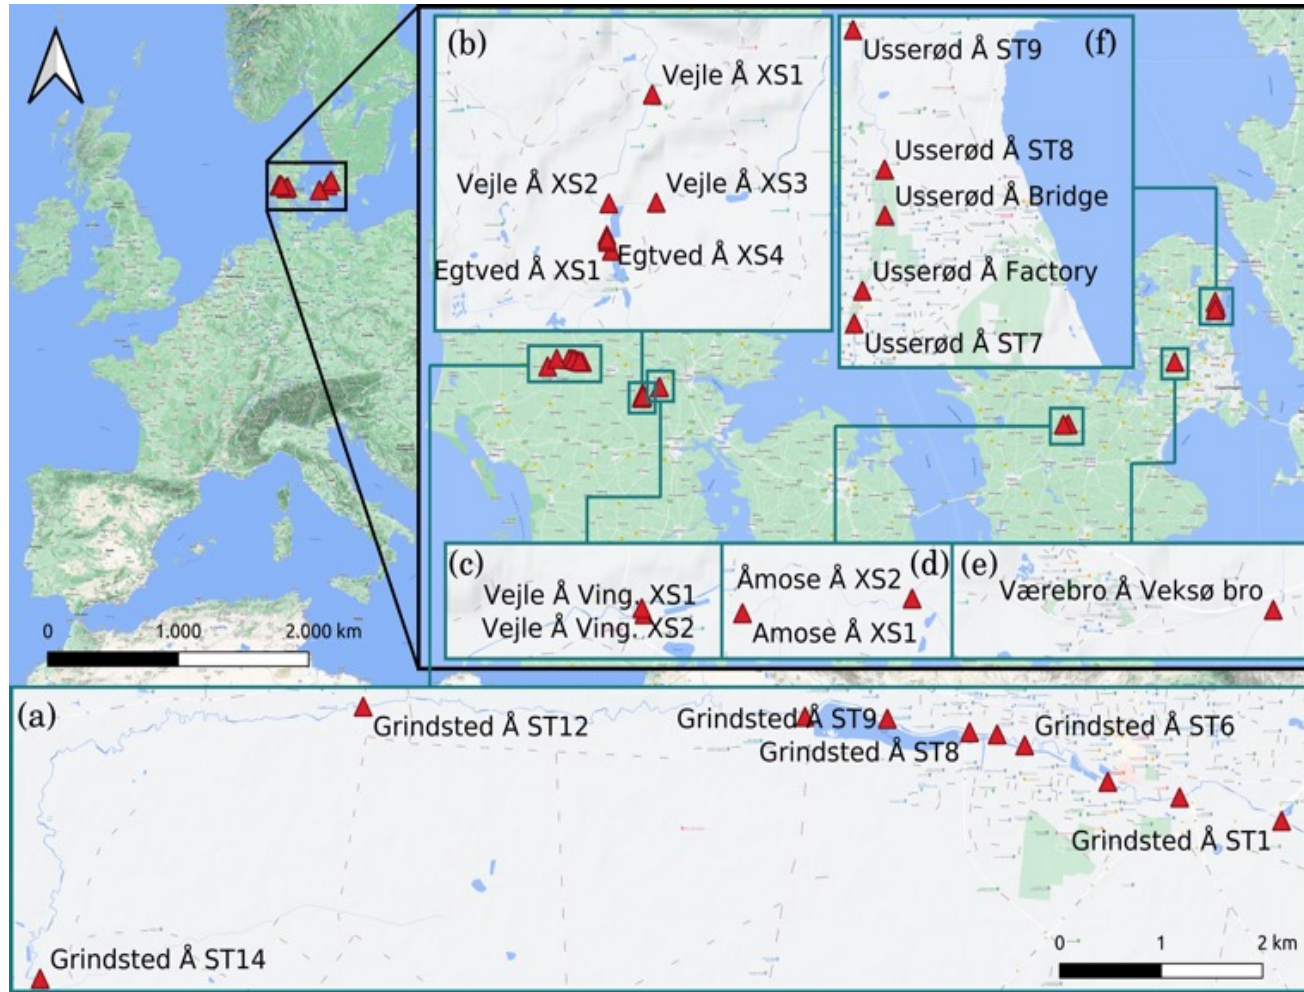 (b)
Vejle Å XS1
Vejle Å XS2
Vejle Å XS3
Egtved Å XS1
Egtved Å XS4
(f)
Usserød Å ST9
Usserød Å ST8
Usserød Å Bridge
Usserød Å Factory
Usserød Å ST7
(c)
Vejle Å Ving. XS1
Vejle Å Ving. XS2
(d)
Åmose Å XS2
Amose Å XS1
(e)
Værebro Å Veksø bro
0 1.000 2.000 km
(a)
Grindsted Å ST12
Grindsted Å ST9
Grindsted Å ST8
Grindsted Å ST6
Grindsted Å ST1
Grindsted Å ST14
0 1 2 km